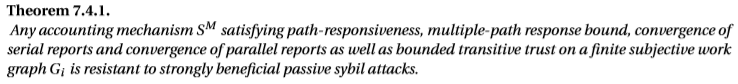 Theorem 7.4.1.
Any accounting mechanism Sᴹ satisfying path-responsiveness, multiple-path response bound, convergence of
serial reports and convergence of parallel reports as well as bounded transitive trust on a finite subjective work
graph Gᵢ is resistant to strongly beneficial passive sybil attacks.